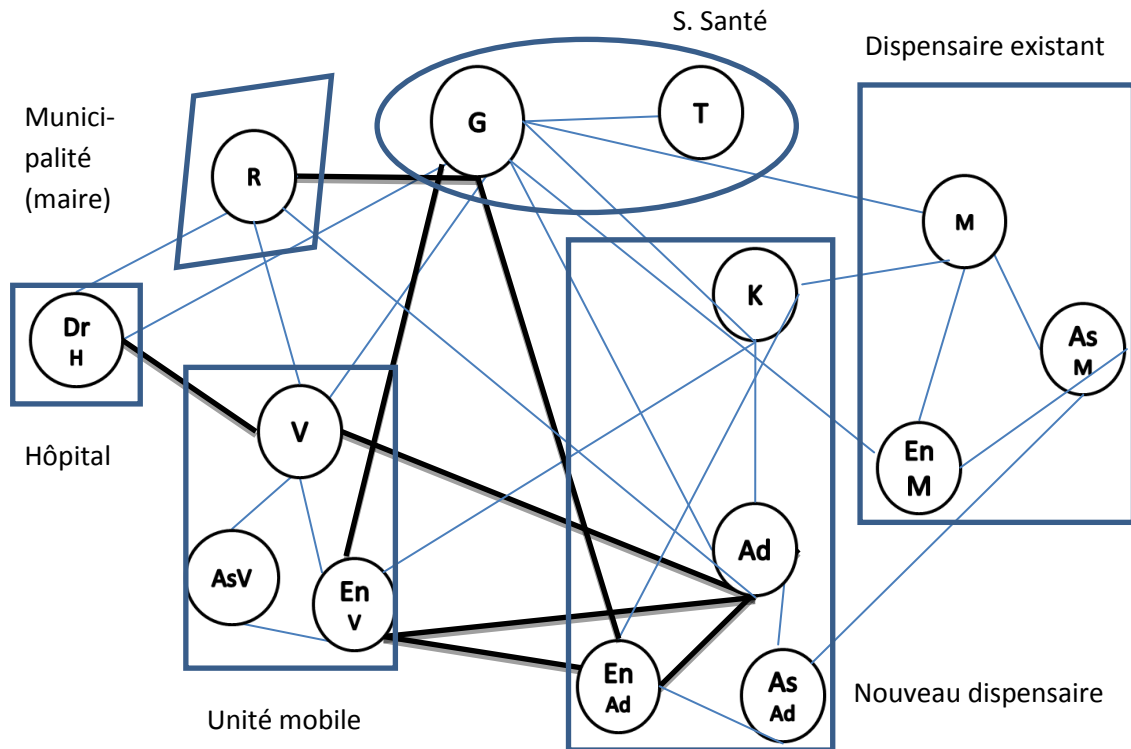 S. Santé
Dispensaire existant
Munici-
palité
(maire)
G
T
R
M
K
Dr
H
As
M
V
Hôpital
En
M
Ad
AsV
En
V
En
Ad
As
Ad
Nouveau dispensaire
Unité mobile